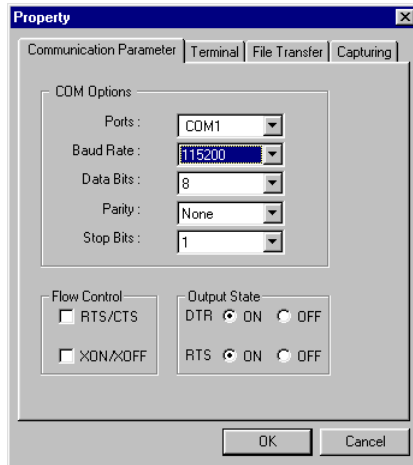 Property
Communication Parameter Terminal File Transfer Capturing
COM Options
Ports : COM1
Baud Rate : 115200
Data Bits : 8
Parity : None
Stop Bits : 1
Flow Control
RTS/CTS
XON/XOFF
Output State
DTR ON OFF
RTS ON OFF
OK Cancel